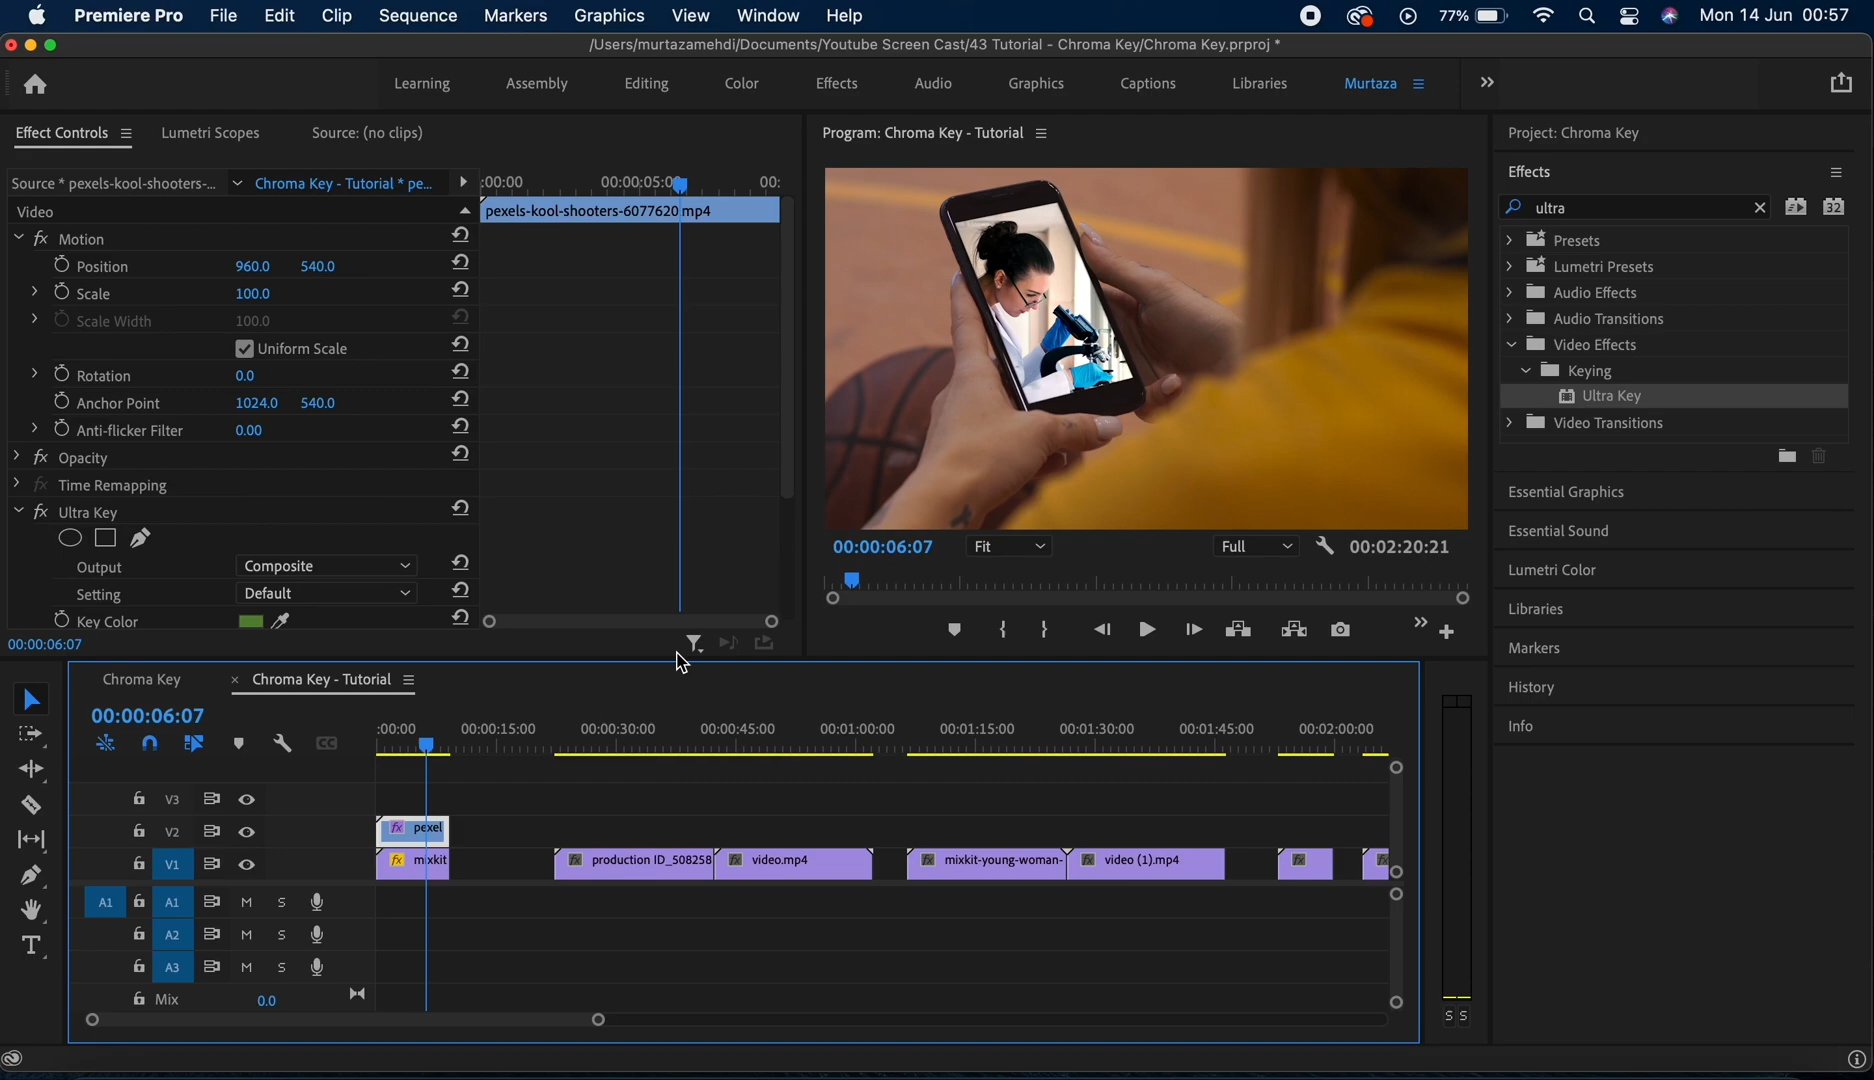 Premiere Pro File Edit Clip Sequence Markers Graphics View Window Help 77% Mon 14 Jun 00:57
/Users/murtazamehdi/Documents/Youtube Screen Cast/43 Tutorial - Chroma Key/Chroma Key.prproj *
Learning Assembly Editing Color Effects Audio Graphics Captions Libraries Murtaza
Effect Controls Lumetri Scopes Source: (no clips)
Source * pexels-kool-shooters-... Chroma Key - Tutorial * pe...
:00:00 00:00:05:00 00:
Video
pexels-kool-shooters-6077620.mp4
Motion
Position 960.0 540.0
Scale 100.0
Scale Width 100.0
Uniform Scale
Rotation 0.0
Anchor Point 1024.0 540.0
Anti-flicker Filter 0.00
Opacity
Time Remapping
Ultra Key
Output Composite
Setting Default
Key Color
00:00:06:07
Program: Chroma Key - Tutorial
00:00:06:07 Fit Full 00:02:20:21
Project: Chroma Key
Effects
ultra 32
Presets
Lumetri Presets
Audio Effects
Audio Transitions
Video Effects
Keying
Ultra Key
Video Transitions
Essential Graphics
Essential Sound
Lumetri Color
Libraries
Markers
History
Info
Chroma Key × Chroma Key - Tutorial
00:00:06:07
:00:00 00:00:15:00 00:00:30:00 00:00:45:00 00:01:00:00 00:01:15:00 00:01:30:00 00:01:45:00 00:02:00:00
CC
V3
V2 fx pexel
V1 fx mixkit fx production ID_508258 fx video.mp4 fx mixkit-young-woman- fx video (1).mp4 fx fx
A1 A1 M S
A2 M S
A3 M S
Mix 0.0
S S